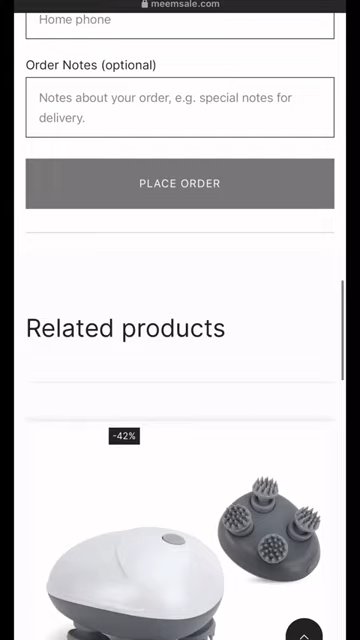 meemsale.com
Home phone
Order Notes (optional)
Notes about your order, e.g. special notes for
delivery.
PLACE ORDER
Related products
-42%